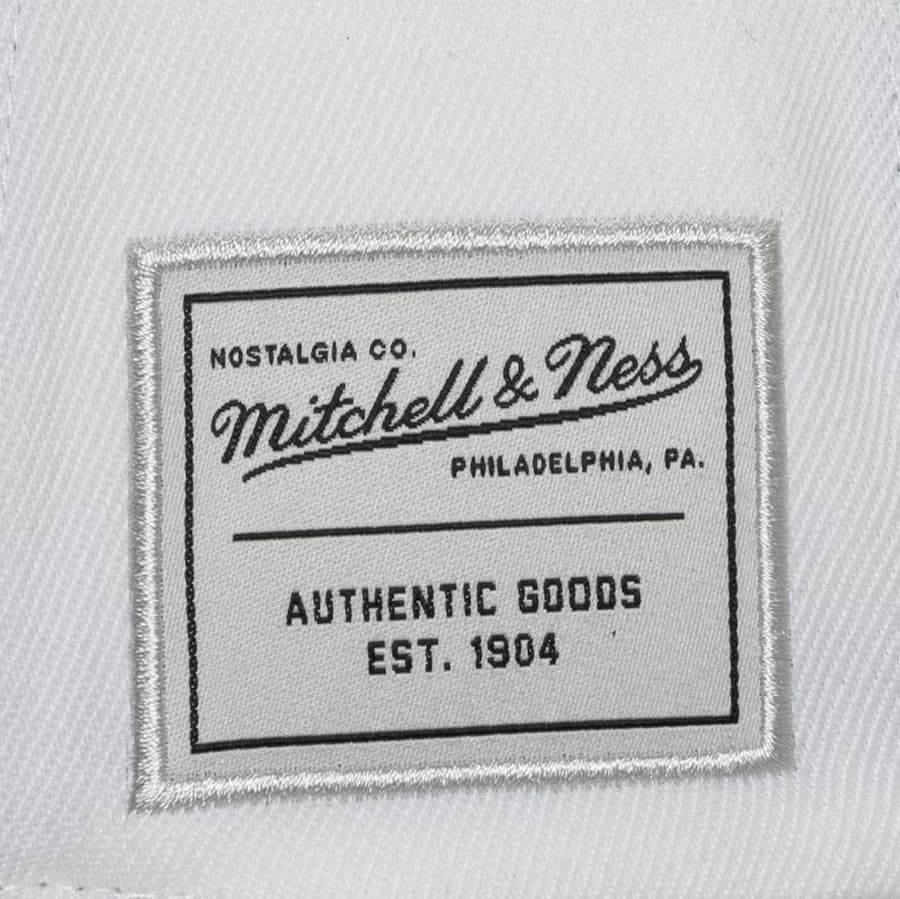 NOSTALGIA CO.
Mitchell & Ness
PHILADELPHIA, PA.
AUTHENTIC GOODS
EST. 1904